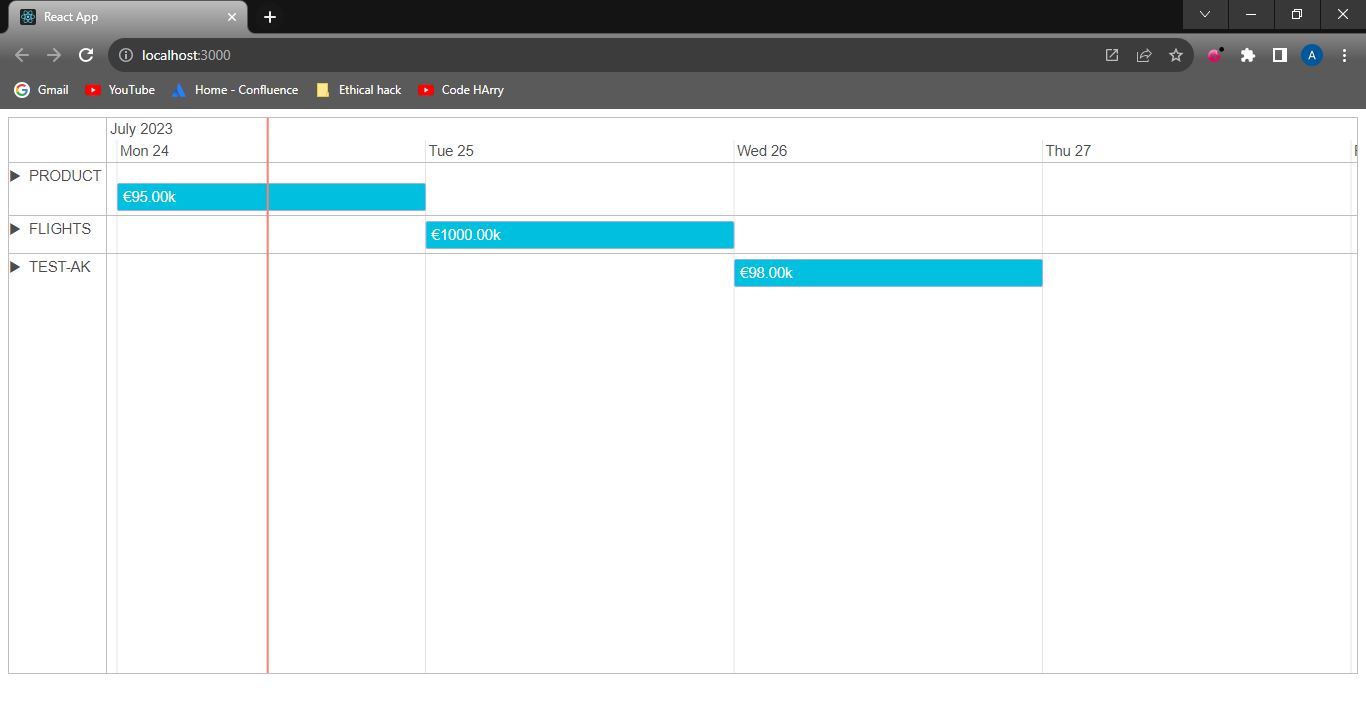 React App
localhost:3000
A
Gmail YouTube Home - Confluence Ethical hack Code HArry
July 2023
Mon 24 Tue 25 Wed 26 Thu 27
PRODUCT
€95.00k
FLIGHTS
€1000.00k
TEST-AK
€98.00k